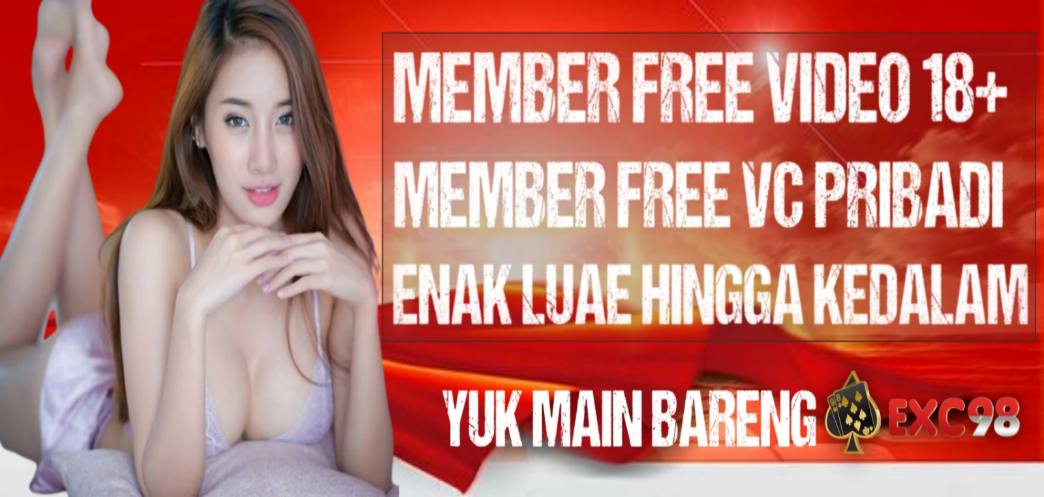 MEMBER FREE VIDEO 18+
MEMBER FREE VC PRIBADI
ENAK LUAE HINGGA KEDALAM
YUK MAIN BARENG EXC98